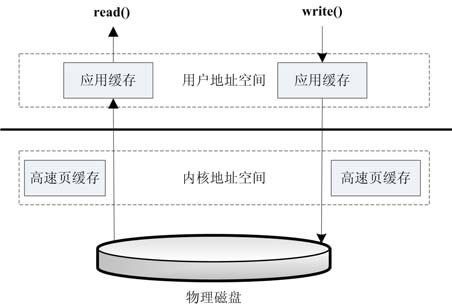 read()
write()
应用缓存
用户地址空间
应用缓存
高速页缓存
内核地址空间
高速页缓存
物理磁盘